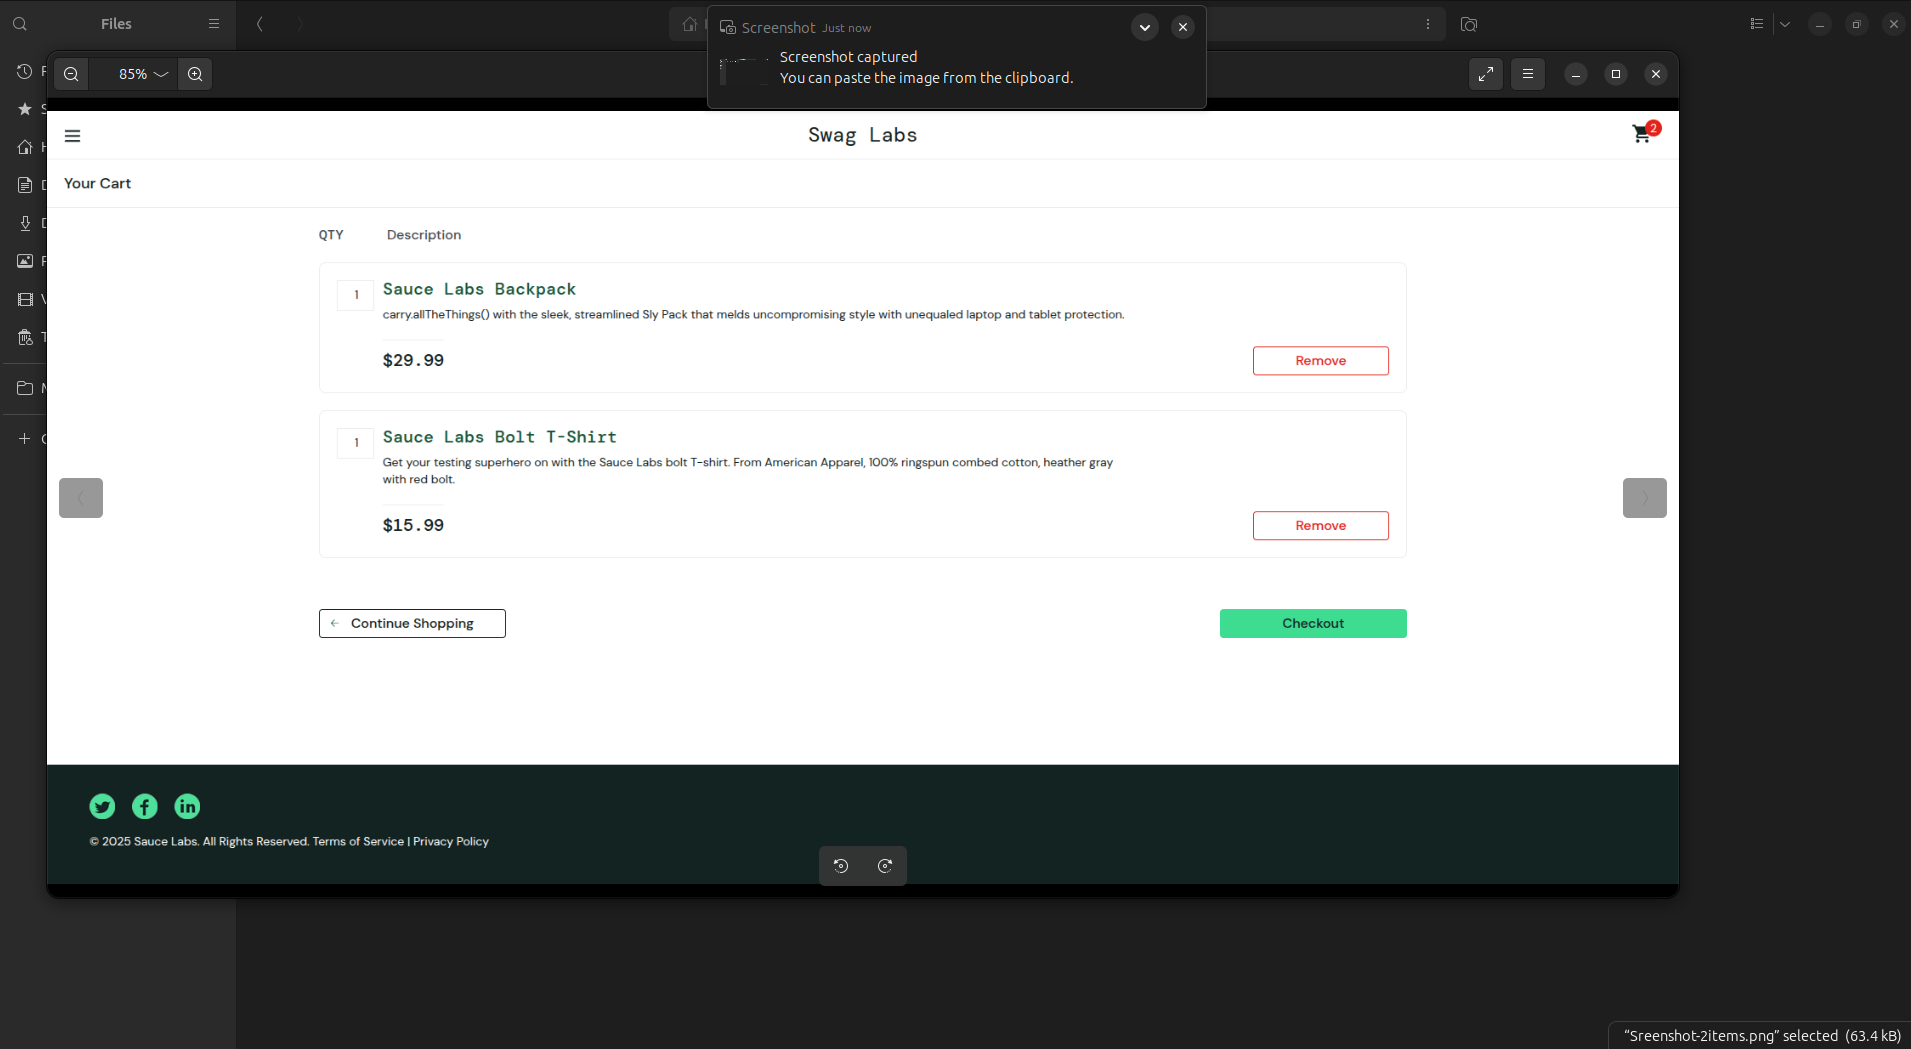 Files
Screenshot Just now
Screenshot captured
You can paste the image from the clipboard.
85%
Swag Labs
2
Your Cart
QTY Description
1 Sauce Labs Backpack
carry.allTheThings() with the sleek, streamlined Sly Pack that melds uncompromising style with unequaled laptop and tablet protection.
$29.99 Remove
1 Sauce Labs Bolt T-Shirt
Get your testing superhero on with the Sauce Labs bolt T-shirt. From American Apparel, 100% ringspun combed cotton, heather gray
with red bolt.
$15.99 Remove
← Continue Shopping Checkout
© 2025 Sauce Labs. All Rights Reserved. Terms of Service | Privacy Policy
“Sreenshot-2items.png” selected (63.4 kB)